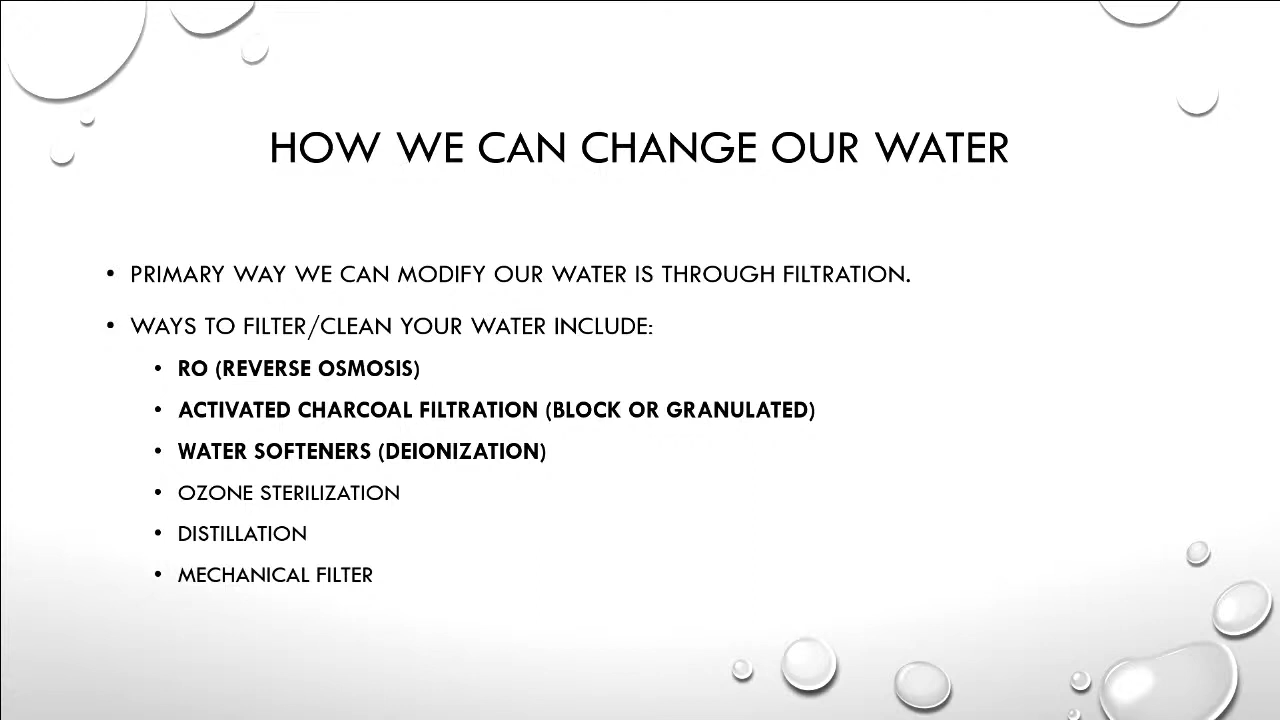 HOW WE CAN CHANGE OUR WATER
• PRIMARY WAY WE CAN MODIFY OUR WATER IS THROUGH FILTRATION.
• WAYS TO FILTER/CLEAN YOUR WATER INCLUDE:
• RO (REVERSE OSMOSIS)
• ACTIVATED CHARCOAL FILTRATION (BLOCK OR GRANULATED)
• WATER SOFTENERS (DEIONIZATION)
• OZONE STERILIZATION
• DISTILLATION
• MECHANICAL FILTER